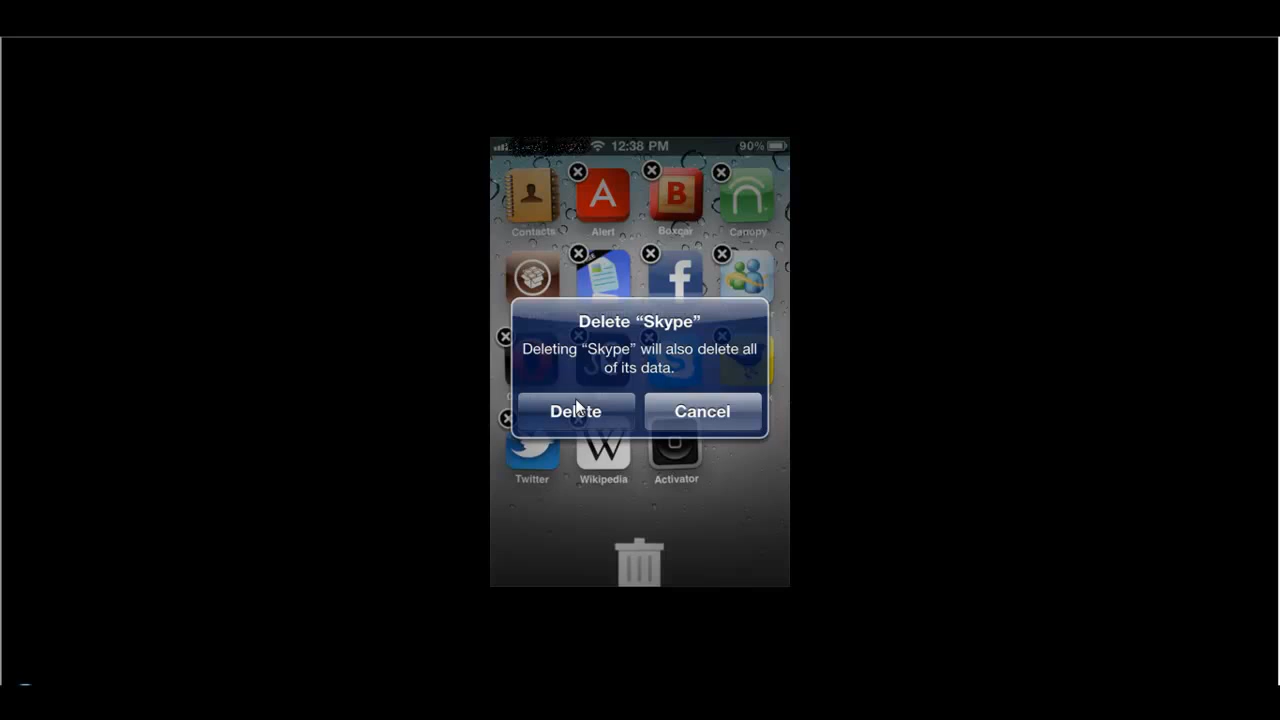 12:38 PM 90%
Contacts Alert Boxcar Canopy
Delete “Skype”
Deleting “Skype” will also delete all
of its data.
Delete Cancel
Twitter Wikipedia Activator